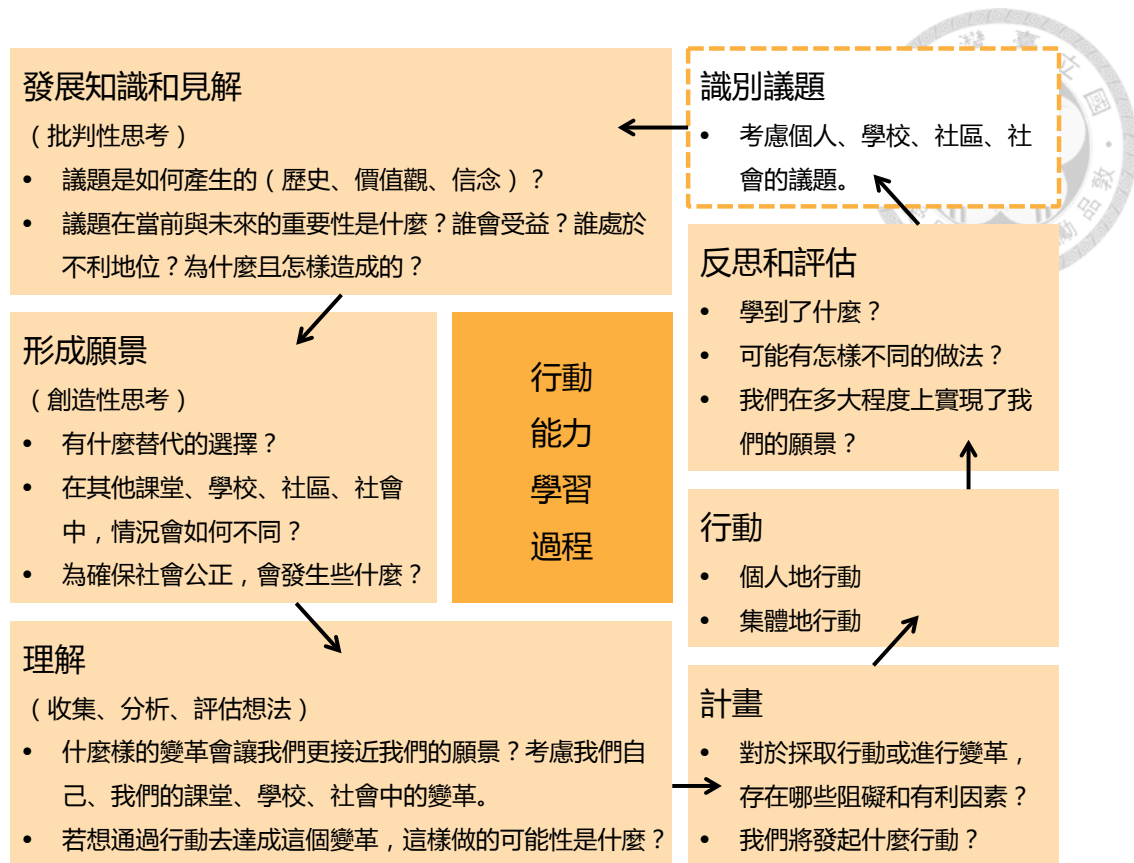 發展知識和見解
（批判性思考）
• 議題是如何產生的（歷史、價值觀、信念）？
• 議題在當前與未來的重要性是什麼？誰會受益？誰處於
不利地位？為什麼且怎樣造成的？
識別議題
• 考慮個人、學校、社區、社
會的議題。
形成願景
（創造性思考）
• 有什麼替代的選擇？
• 在其他課堂、學校、社區、社會
中，情況會如何不同？
• 為確保社會公正，會發生些什麼？
行動
能力
學習
過程
反思和評估
• 學到了什麼？
• 可能有怎樣不同的做法？
• 我們在多大程度上實現了我
們的願景？
行動
• 個人地行動
• 集體地行動
理解
（收集、分析、評估想法）
• 什麼樣的變革會讓我們更接近我們的願景？考慮我們自
己、我們的課堂、學校、社會中的變革。
• 若想通過行動去達成這個變革，這樣做的可能性是什麼？
計畫
• 對於採取行動或進行變革，
存在哪些阻礙和有利因素？
• 我們將發起什麼行動？